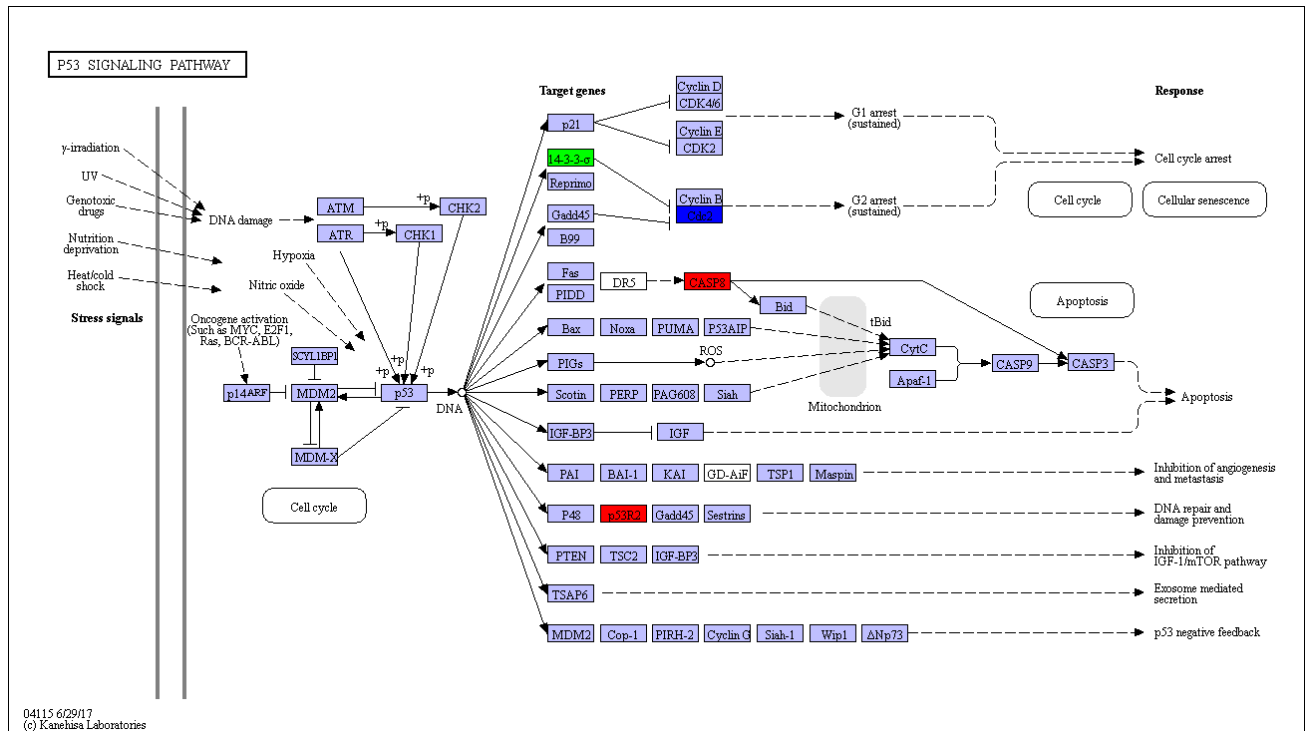 P53 SIGNALING PATHWAY
Target genes
Response
γ-irradiation
UV
Genotoxic
drugs
Nutrition
deprivation
Heat/cold
shock
Stress signals
DNA damage
ATM
+p
CHK2
ATR
+p
CHK1
Hypoxia
Nitric oxide
Oncogene activation
(Such as MYC, E2F1,
Ras, BCR-ABL)
SCYL1BP1
p14ARF
MDM2
+p
+p
+p
p53
MDM-X
Cell cycle
DNA
p21
Cyclin D
CDK4/6
Cyclin E
CDK2
G1 arrest
(sustained)
14-3-3-σ
Reprimo
Gadd45
B99
Cyclin B
Cdc2
G2 arrest
(sustained)
Cell cycle arrest
Cell cycle
Cellular senescence
Fas
PIDD
DR5
CASP8
Bid
tBid
Apoptosis
Bax
Noxa
PUMA
P53AIP
CytC
PIGs
ROS
CASP9
CASP3
Apaf-1
Scotin
PERP
PAG608
Siah
Mitochondrion
Apoptosis
IGF-BP3
IGF
PAI
BAI-1
KAI
GD-AiF
TSP1
Maspin
Inhibition of angiogenesis
and metastasis
P48
p53R2
Gadd45
Sestrins
DNA repair and
damage prevention
PTEN
TSC2
IGF-BP3
Inhibition of
IGF-1/mTOR pathway
TSAP6
Exosome mediated
secretion
MDM2
Cop-1
PIRH-2
Cyclin G
Siah-1
Wip1
ΔNp73
p53 negative feedback
04115 6/29/17
(c) Kanehisa Laboratories